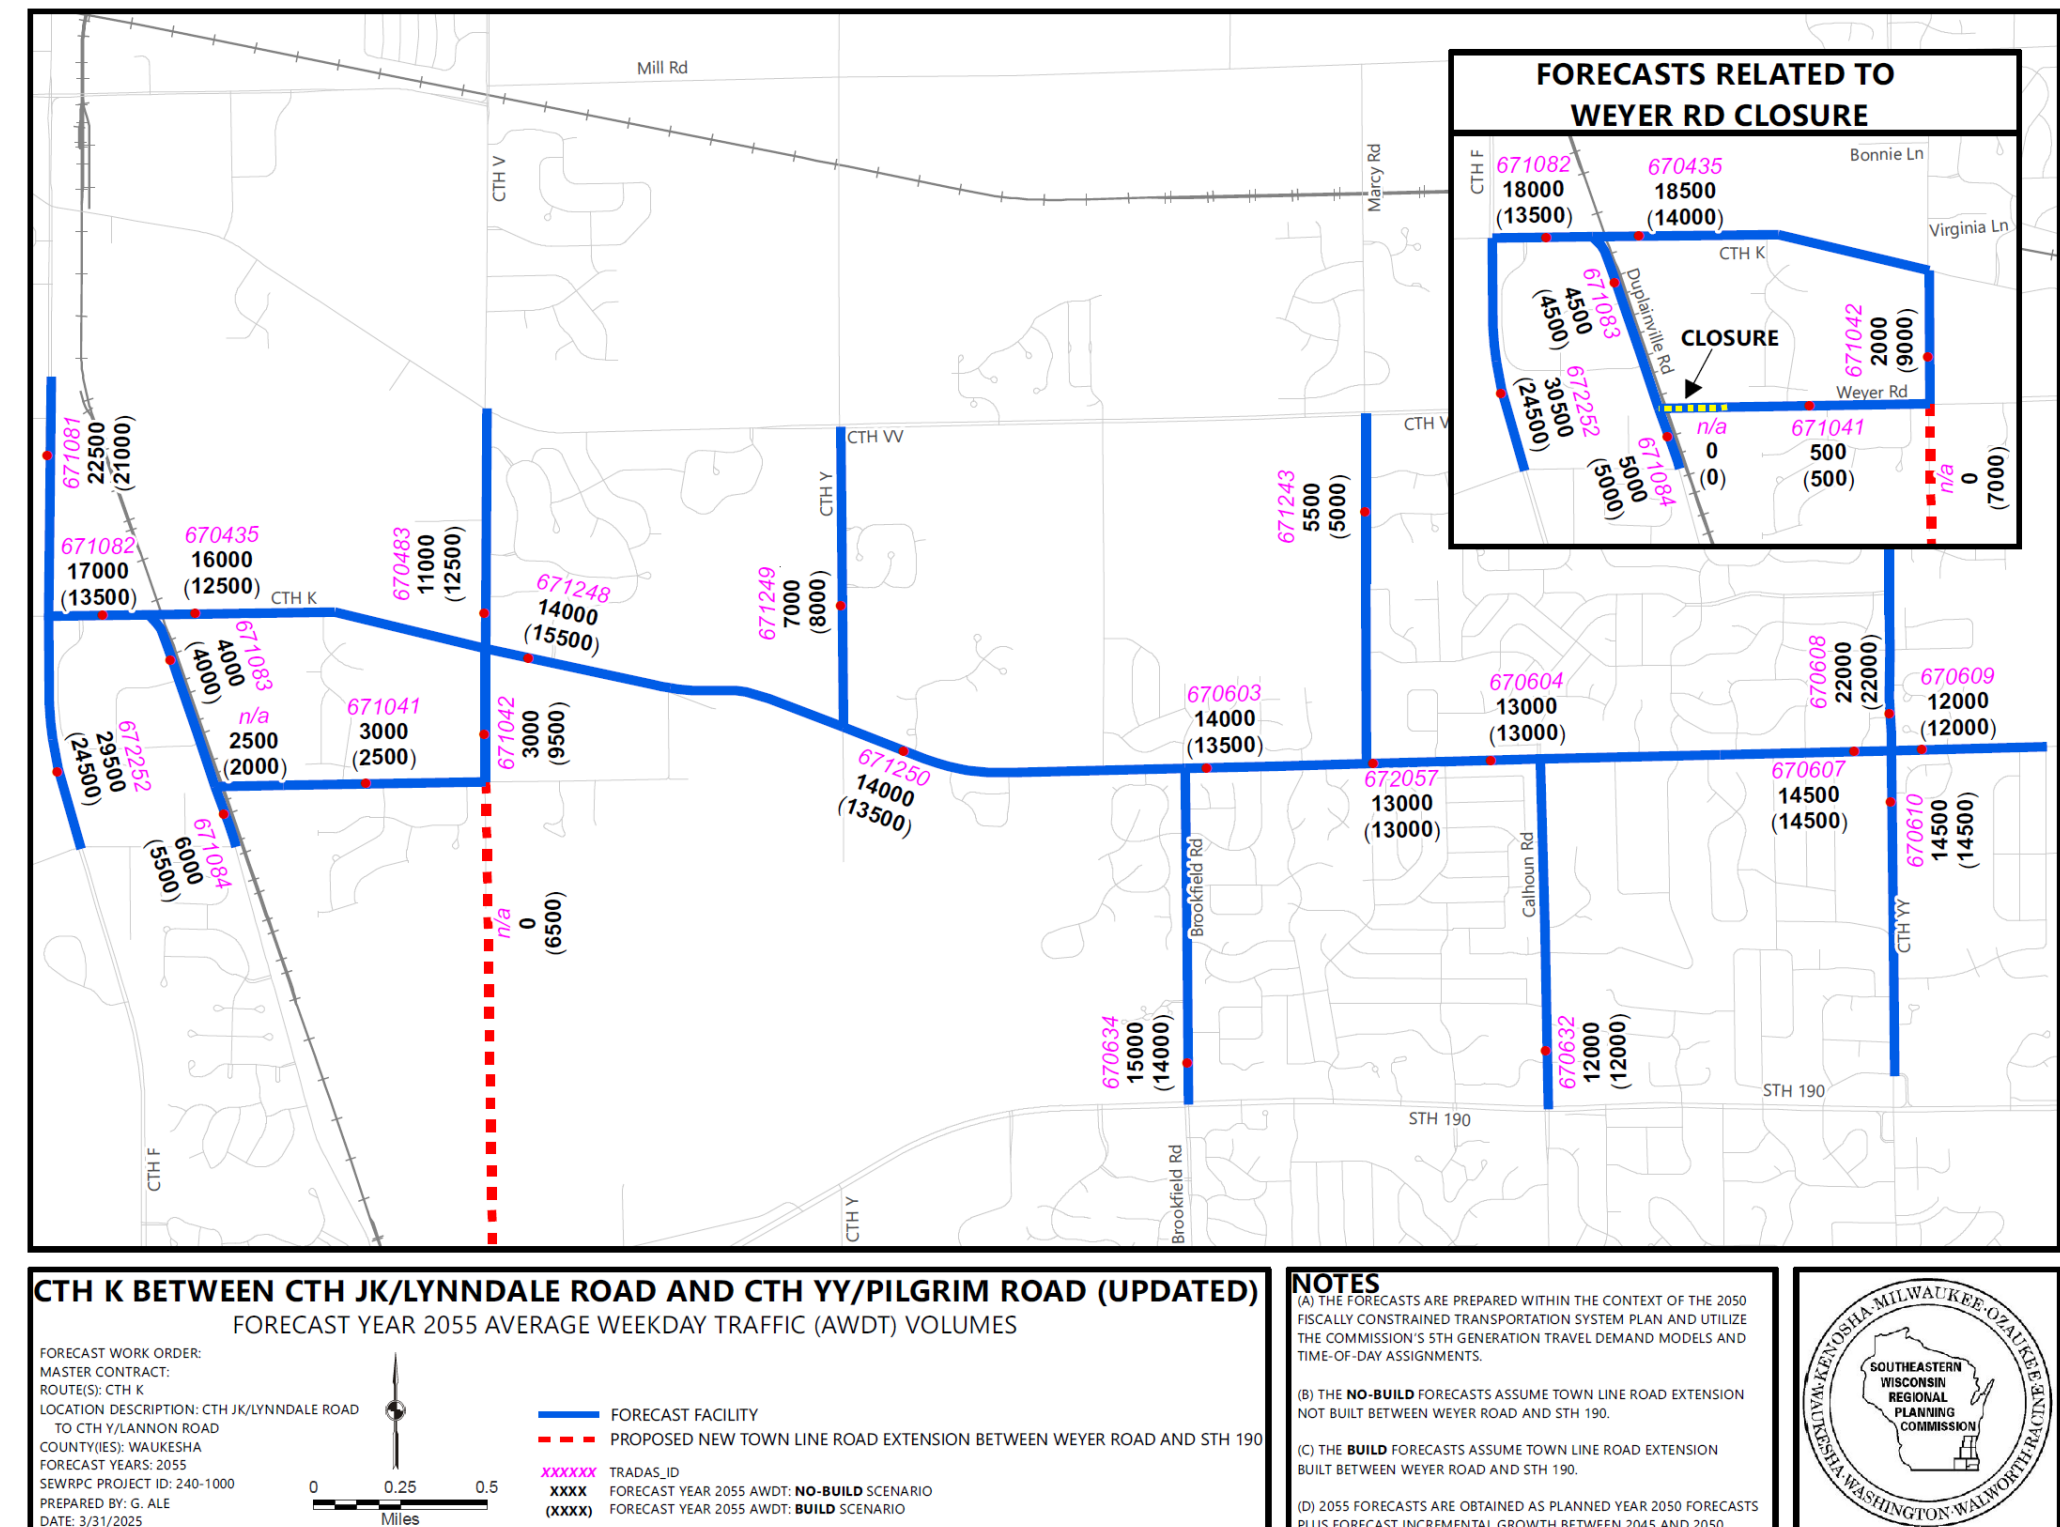 Mill Rd
CTH V
Marcy Rd
FORECASTS RELATED TO
WEYER RD CLOSURE
CTH F
671082
18000
(13500)
670435
18500
(14000)
Bonnie Ln
Virginia Ln
CTH K
671083
4500
(4500)
Duplainville Rd
CLOSURE
671042
2000
(9000)
Weyer Rd
672252
30500
(24500)
671084
5000
(5000)
n/a
0
(0)
671041
500
(500)
n/a
0
(7000)
671081
22500
(21000)
671082
17000
(13500)
670435
16000
(12500)
CTH K
670483
11000
(12500)
671248
14000
(15500)
CTH VV
CTH Y
671249
7000
(8000)
671243
5500
(5000)
CTH V
671083
4000
(4000)
n/a
2500
(2000)
671041
3000
(2500)
671042
3000
(9500)
672252
29500
(24500)
671084
6000
(5500)
n/a
0
(6500)
671250
14000
(13500)
670603
14000
(13500)
672057
13000
(13000)
670604
13000
(13000)
670608
22000
(22000)
670609
12000
(12000)
670607
14500
(14500)
670610
14500
(14500)
Brookfield Rd
Calhoun Rd
CTH YY
670634
15000
(14000)
670632
12000
(12000)
STH 190
STH 190
CTH F
CTH Y
Brookfield Rd
CTH K BETWEEN CTH JK/LYNNDALE ROAD AND CTH YY/PILGRIM ROAD (UPDATED)
FORECAST YEAR 2055 AVERAGE WEEKDAY TRAFFIC (AWDT) VOLUMES
FORECAST WORK ORDER:
MASTER CONTRACT:
ROUTE(S): CTH K
LOCATION DESCRIPTION: CTH JK/LYNNDALE ROAD
TO CTH Y/LANNON ROAD
COUNTY(IES): WAUKESHA
FORECAST YEARS: 2055
SEWRPC PROJECT ID: 240-1000
PREPARED BY: G. ALE
DATE: 3/31/2025
0 0.25 0.5
Miles
FORECAST FACILITY
PROPOSED NEW TOWN LINE ROAD EXTENSION BETWEEN WEYER ROAD AND STH 190
XXXXXX TRADAS_ID
XXXX FORECAST YEAR 2055 AWDT: NO-BUILD SCENARIO
(XXXX) FORECAST YEAR 2055 AWDT: BUILD SCENARIO
NOTES
(A) THE FORECASTS ARE PREPARED WITHIN THE CONTEXT OF THE 2050
FISCALLY CONSTRAINED TRANSPORTATION SYSTEM PLAN AND UTILIZE
THE COMMISSION'S 5TH GENERATION TRAVEL DEMAND MODELS AND
TIME-OF-DAY ASSIGNMENTS.
(B) THE NO-BUILD FORECASTS ASSUME TOWN LINE ROAD EXTENSION
NOT BUILT BETWEEN WEYER ROAD AND STH 190.
(C) THE BUILD FORECASTS ASSUME TOWN LINE ROAD EXTENSION
BUILT BETWEEN WEYER ROAD AND STH 190.
(D) 2055 FORECASTS ARE OBTAINED AS PLANNED YEAR 2050 FORECASTS
PLUS FORECAST INCREMENTAL GROWTH BETWEEN 2045 AND 2050
KENOSHA·MILWAUKEE·OZAUKEE·RACINE·WALWORTH·WASHINGTON·WAUKESHA
SOUTHEASTERN
WISCONSIN
REGIONAL
PLANNING
COMMISSION